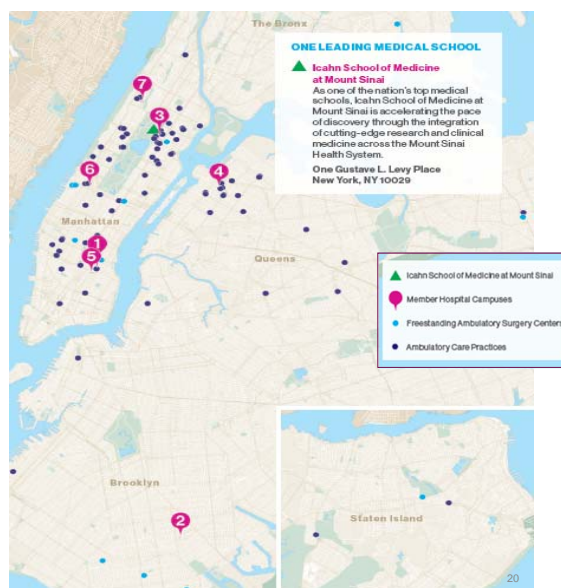 The Bronx
ONE LEADING MEDICAL SCHOOL
Icahn School of Medicine
at Mount Sinai
As one of the nation's top medical
schools, Icahn School of Medicine at
Mount Sinai is accelerating the pace
of discovery through the integration
of cutting-edge research and clinical
medicine across the Mount Sinai
Health System.
One Gustave L. Levy Place
New York, NY 10029
7
3
4
6
Manhattan
1
5
Queens
Icahn School of Medicine at Mount Sinai
Member Hospital Campuses
Freestanding Ambulatory Surgery Centers
Ambulatory Care Practices
Brooklyn
2
Staten Island
20